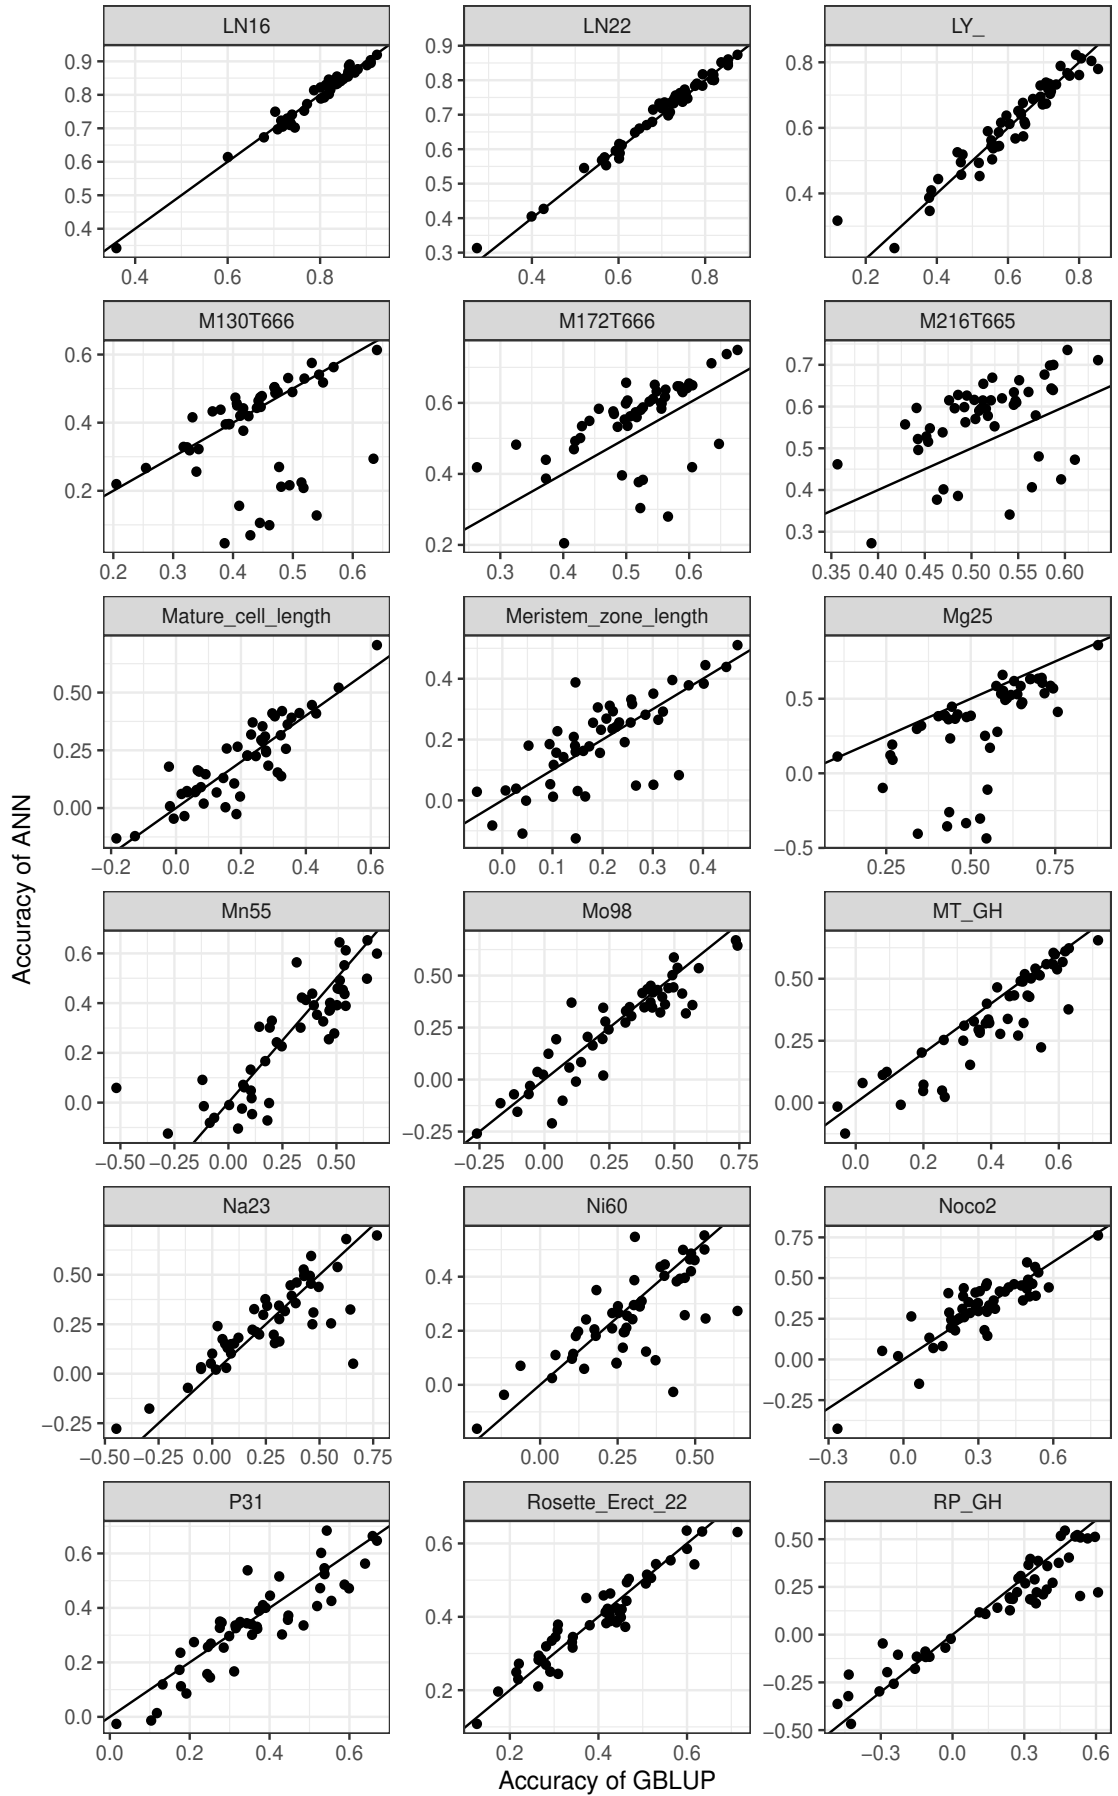 LN16 LN22 LY_
0.9 0.8 0.7 0.6 0.5 0.4
0.4 0.6 0.8
0.9 0.8 0.7 0.6 0.5 0.4 0.3
0.4 0.6 0.8
0.8 0.6 0.4
0.2 0.4 0.6 0.8
M130T666 M172T666 M216T665
0.6 0.4 0.2
0.2 0.3 0.4 0.5 0.6
0.6 0.4 0.2
0.3 0.4 0.5 0.6
0.7 0.6 0.5 0.4 0.3
0.35 0.40 0.45 0.50 0.55 0.60
Mature_cell_length Meristem_zone_length Mg25
0.50 0.25 0.00
−0.2 0.0 0.2 0.4 0.6
0.4 0.2 0.0
0.0 0.1 0.2 0.3 0.4
0.5 0.0 −0.5
0.25 0.50 0.75
Mn55 Mo98 MT_GH
0.6 0.4 0.2 0.0
−0.50 −0.25 0.00 0.25 0.50
0.50 0.25 0.00 −0.25
−0.25 0.00 0.25 0.50 0.75
0.50 0.25 0.00
0.0 0.2 0.4 0.6
Na23 Ni60 Noco2
0.50 0.25 0.00 −0.25
−0.50 −0.25 0.00 0.25 0.50 0.75
0.4 0.2 0.0
0.00 0.25 0.50
0.75 0.50 0.25 0.00 −0.25
−0.3 0.0 0.3 0.6
P31 Rosette_Erect_22 RP_GH
0.6 0.4 0.2 0.0
0.0 0.2 0.4 0.6
0.6 0.4 0.2
0.2 0.4 0.6
0.50 0.25 0.00 −0.25 −0.50
−0.3 0.0 0.3 0.6
Accuracy of ANN
Accuracy of GBLUP